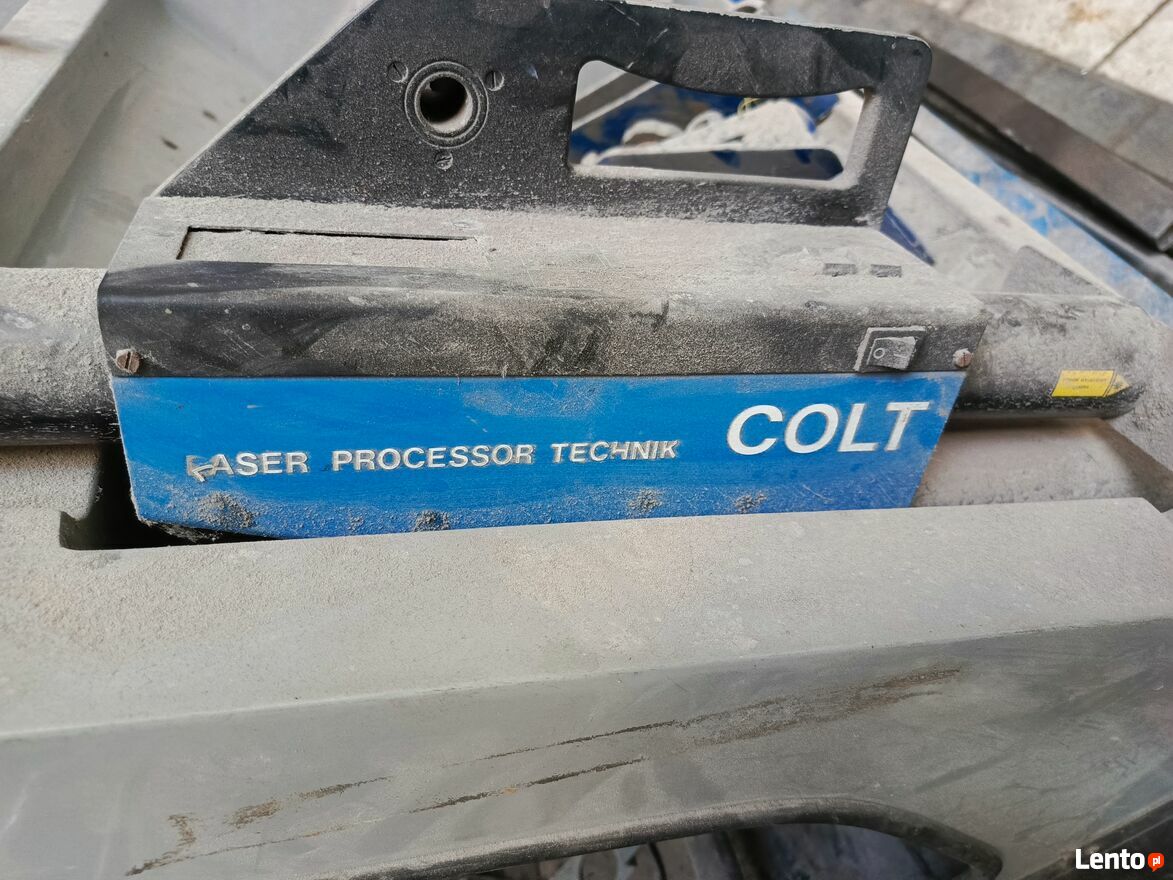 LASER PROCESSOR TECHNIK COLT
Lento.pl